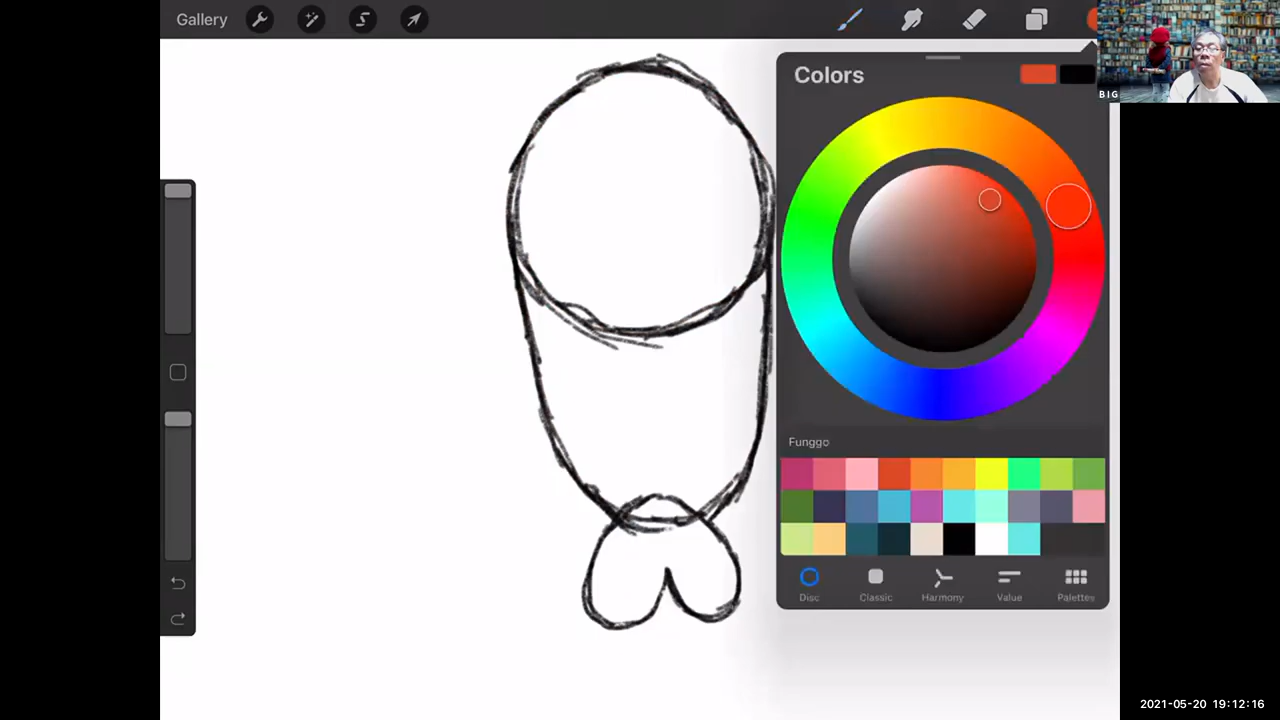 Gallery
Colors
BIG
Funggo
Disc
Classic
Harmony
Value
Palettes
2021-05-20 19:12:16